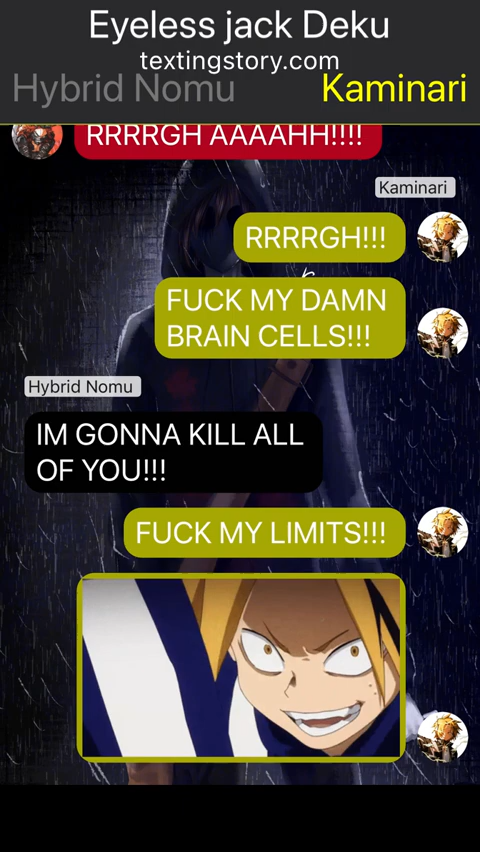 Eyeless jack Deku
textingstory.com
Hybrid Nomu Kaminari
RRRRGH AAAAHH!!!!
Kaminari
RRRRGH!!!
FUCK MY DAMN
BRAIN CELLS!!!
Hybrid Nomu
IM GONNA KILL ALL
OF YOU!!!
FUCK MY LIMITS!!!